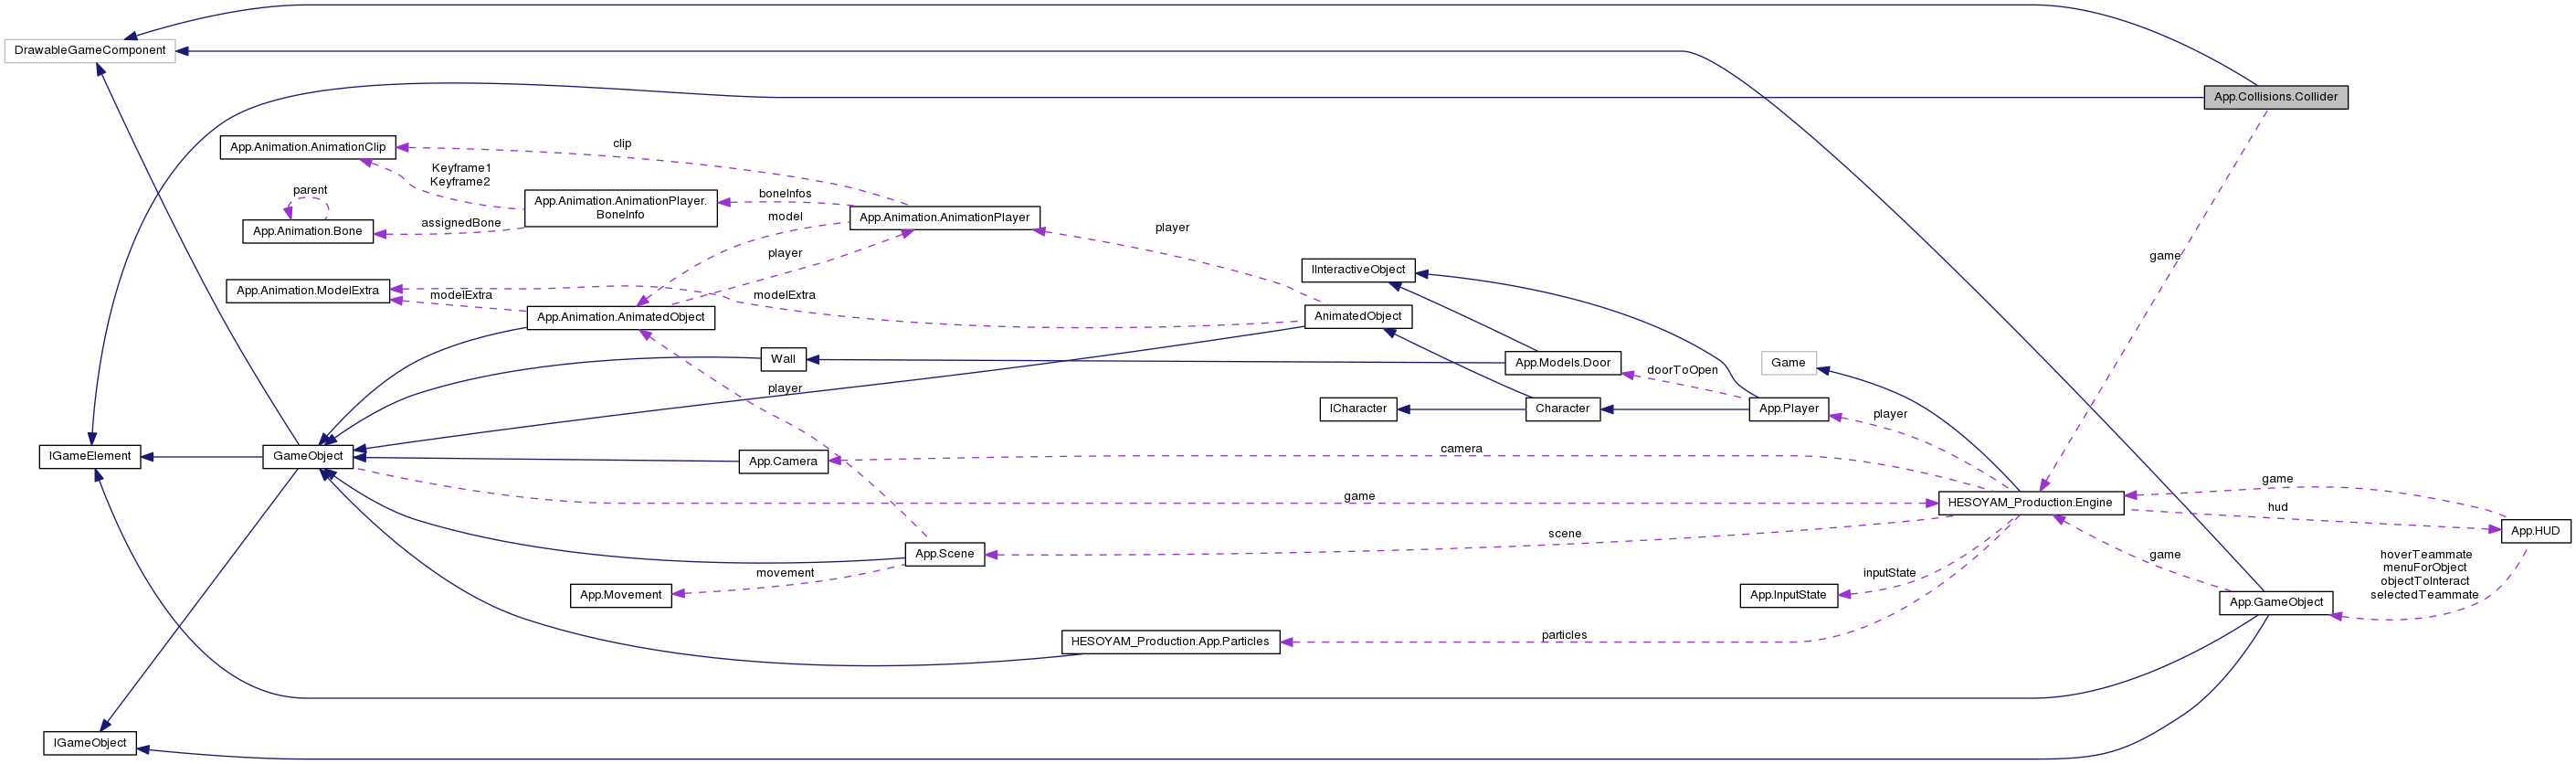 DrawableGameComponent
App.Collisions.Collider
clip
App.Animation.AnimationClip
Keyframe1
Keyframe2
parent
boneInfos
App.Animation.AnimationPlayer.
BoneInfo
App.Animation.AnimationPlayer
model
assignedBone
App.Animation.Bone
player
player
game
IInteractiveObject
App.Animation.ModelExtra
modelExtra
modelExtra
App.Animation.AnimatedObject
AnimatedObject
Wall
App.Models.Door
Game
doorToOpen
player
ICharacter
Character
App.Player
player
IGameElement
GameObject
App.Camera
camera
game
HESOYAM_Production.Engine
game
hud
App.HUD
scene
App.Scene
game
hoverTeammate
menuForObject
objectToInteract
selectedTeammate
movement
inputState
App.Movement
App.InputState
App.GameObject
HESOYAM_Production.App.Particles
particles
IGameObject